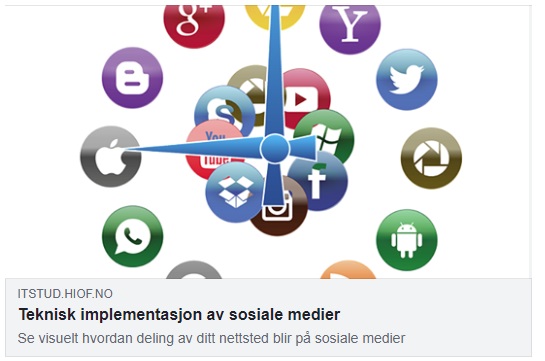 g+
Y
You
Tube
ITSTUD.HIOF.NO
Teknisk implementasjon av sosiale medier
Se visuelt hvordan deling av ditt nettsted blir på sosiale medier